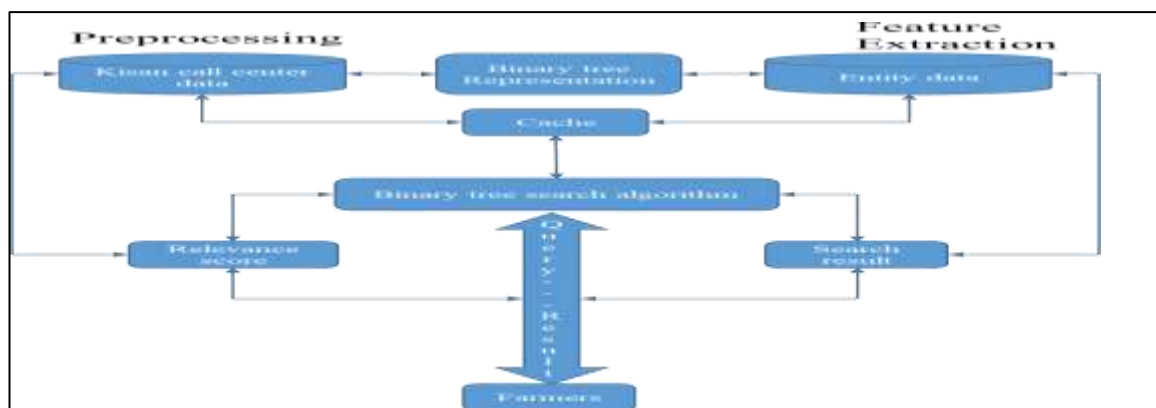 Preprocessing
Feature
Extraction
Kisan call center
data
Binary tree
Representation
Entity data
Cache
Binary tree search algorithm
Relevance
score
Search
result
Query--Result
Farmers